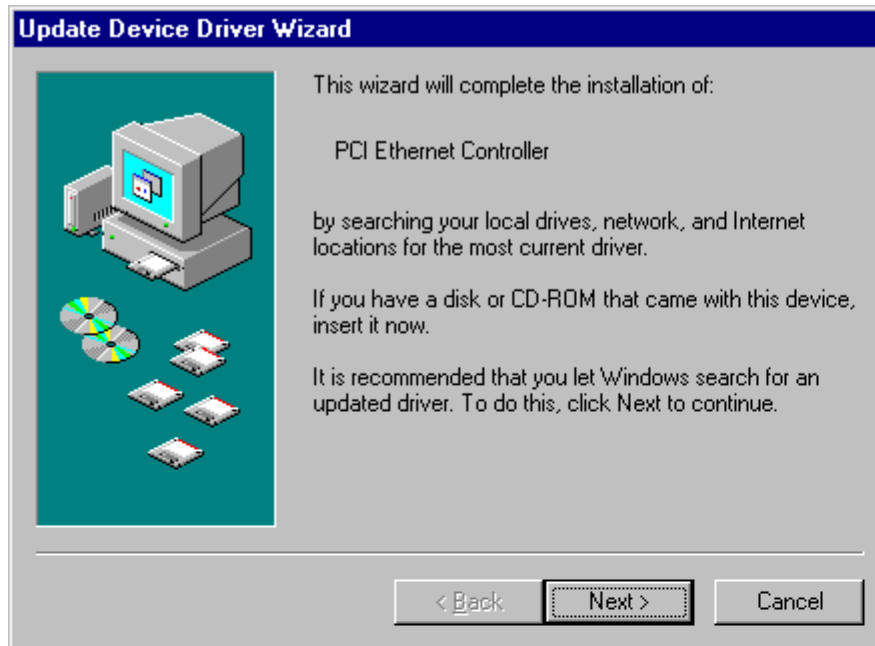 Update Device Driver Wizard
This wizard will complete the installation of:
PCI Ethernet Controller
by searching your local drives, network, and Internet
locations for the most current driver.
If you have a disk or CD-ROM that came with this device,
insert it now.
It is recommended that you let Windows search for an
updated driver. To do this, click Next to continue.
< Back
Next >
Cancel